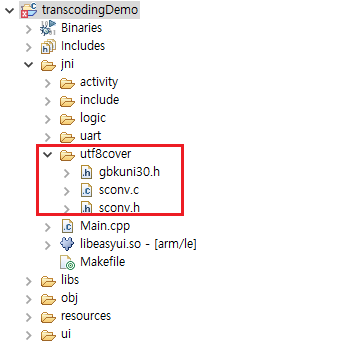 transcodingDemo
Binaries
Includes
jni
activity
include
logic
uart
utf8cover
gbkuni30.h
sconv.c
sconv.h
Main.cpp
libeasyui.so - [arm/le]
Makefile
libs
obj
resources
ui